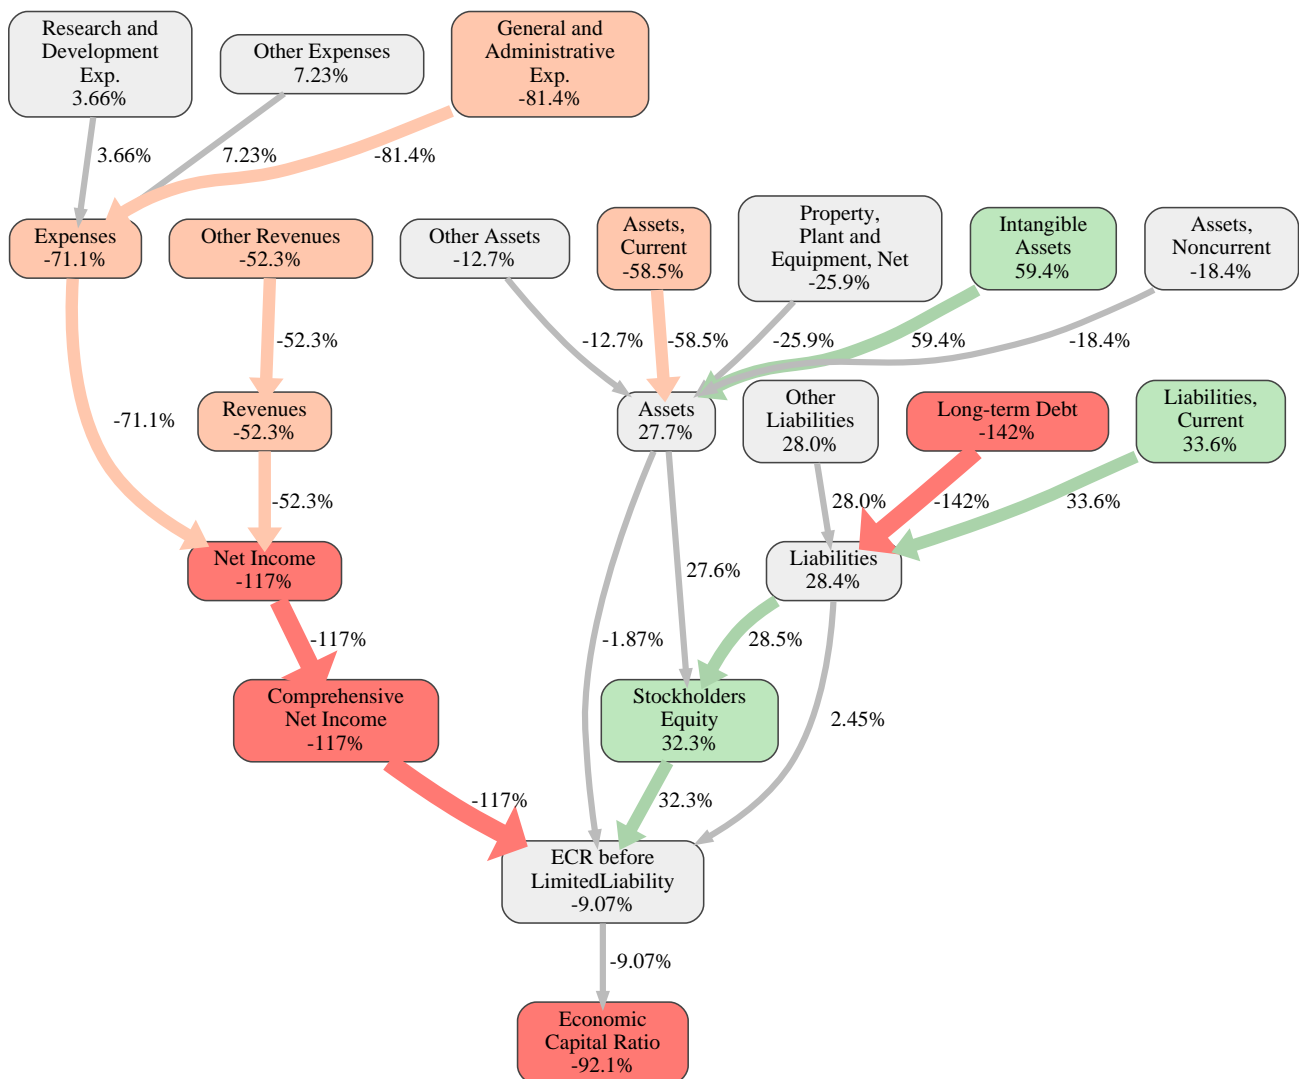 Research and
Development
Exp.
3.66%
Other Expenses
7.23%
General and
Administrative
Exp.
-81.4%
3.66%
7.23%
-81.4%
Expenses
-71.1%
Other Revenues
-52.3%
Other Assets
-12.7%
Assets,
Current
-58.5%
Property,
Plant and
Equipment, Net
-25.9%
Intangible
Assets
59.4%
Assets,
Noncurrent
-18.4%
-52.3%
-12.7%
-58.5%
-25.9%
59.4%
-18.4%
-71.1%
Revenues
-52.3%
Assets
27.7%
Other
Liabilities
28.0%
Long-term Debt
-142%
Liabilities,
Current
33.6%
-52.3%
28.0%
-142%
33.6%
Net Income
-117%
27.6%
Liabilities
28.4%
-117%
-1.87%
28.5%
Comprehensive
Net Income
-117%
Stockholders
Equity
32.3%
2.45%
-117%
32.3%
ECR before
LimitedLiability
-9.07%
-9.07%
Economic
Capital Ratio
-92.1%